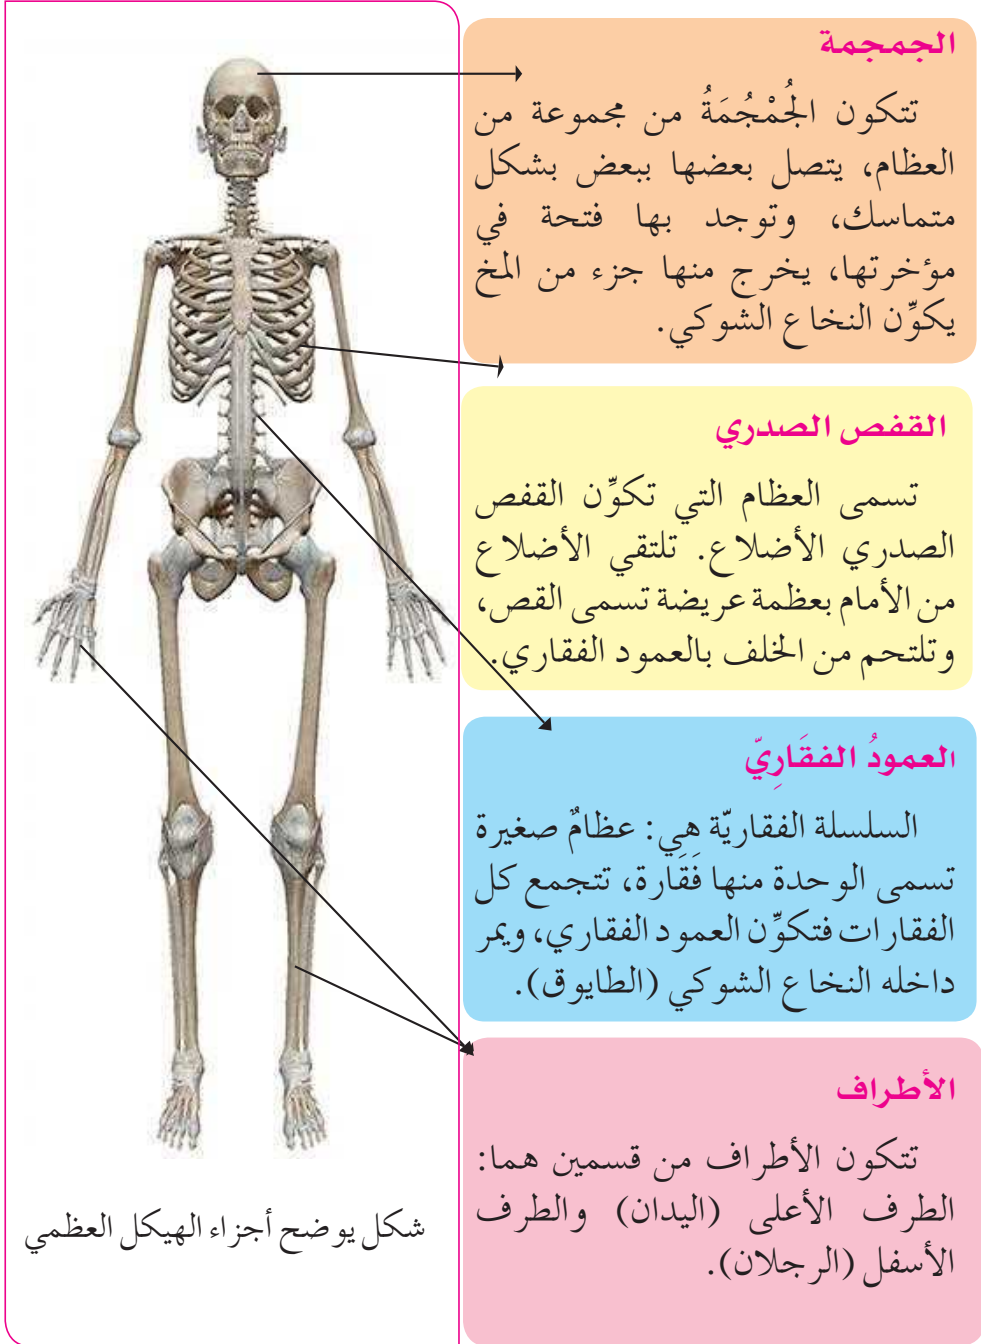 الجمجمة
تتكون الجُمْجُمَةُ من مجموعة من
العظام، يتصل بعضها ببعض بشكل
متماسك، وتوجد بها فتحة في
مؤخرتها، يخرج منها جزء من المخ
يكوِّن النخاع الشوكي.
القفص الصدري
تسمى العظام التي تكوِّن القفص
الصدري الأضلاع. تلتقي الأضلاع
من الأمام بعظمة عريضة تسمى القص،
وتلتحم من الخلف بالعمود الفقاري.
العمودُ الفقَارِيّ
السلسلة الفقاريّة هِي: عظامٌ صغيرة
تسمى الوحدة منها فَقَارة، تتجمع كل
الفقارات فتكوِّن العمود الفقاري، ويمر
داخله النخاع الشوكي (الطايوق).
الأطراف
تتكون الأطراف من قسمين هما:
الطرف الأعلى (اليدان) والطرف
الأسفل (الرجلان).
شكل يوضح أجزاء الهيكل العظمي